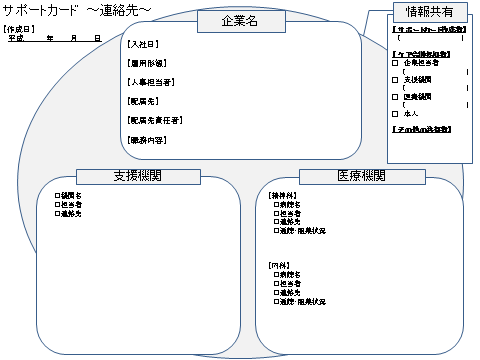 サポートカード ～連絡先～
【作成日】
平成 年 月 日
企業名
【入社日】
【雇用形態】
【人事担当者】
【配属先】
【配属先責任者】
【職務内容】
情報共有
□ 企業担当者
( )
□ 支援機関
( )
□ 医療機関
( )
□ 本人
支援機関
□機関名
□担当者
□連絡先
医療機関
【精神科】
□病院名
□担当者
□連絡先
□通院・服薬状況
【内科】
□病院名
□担当者
□連絡先
□通院・服薬状況